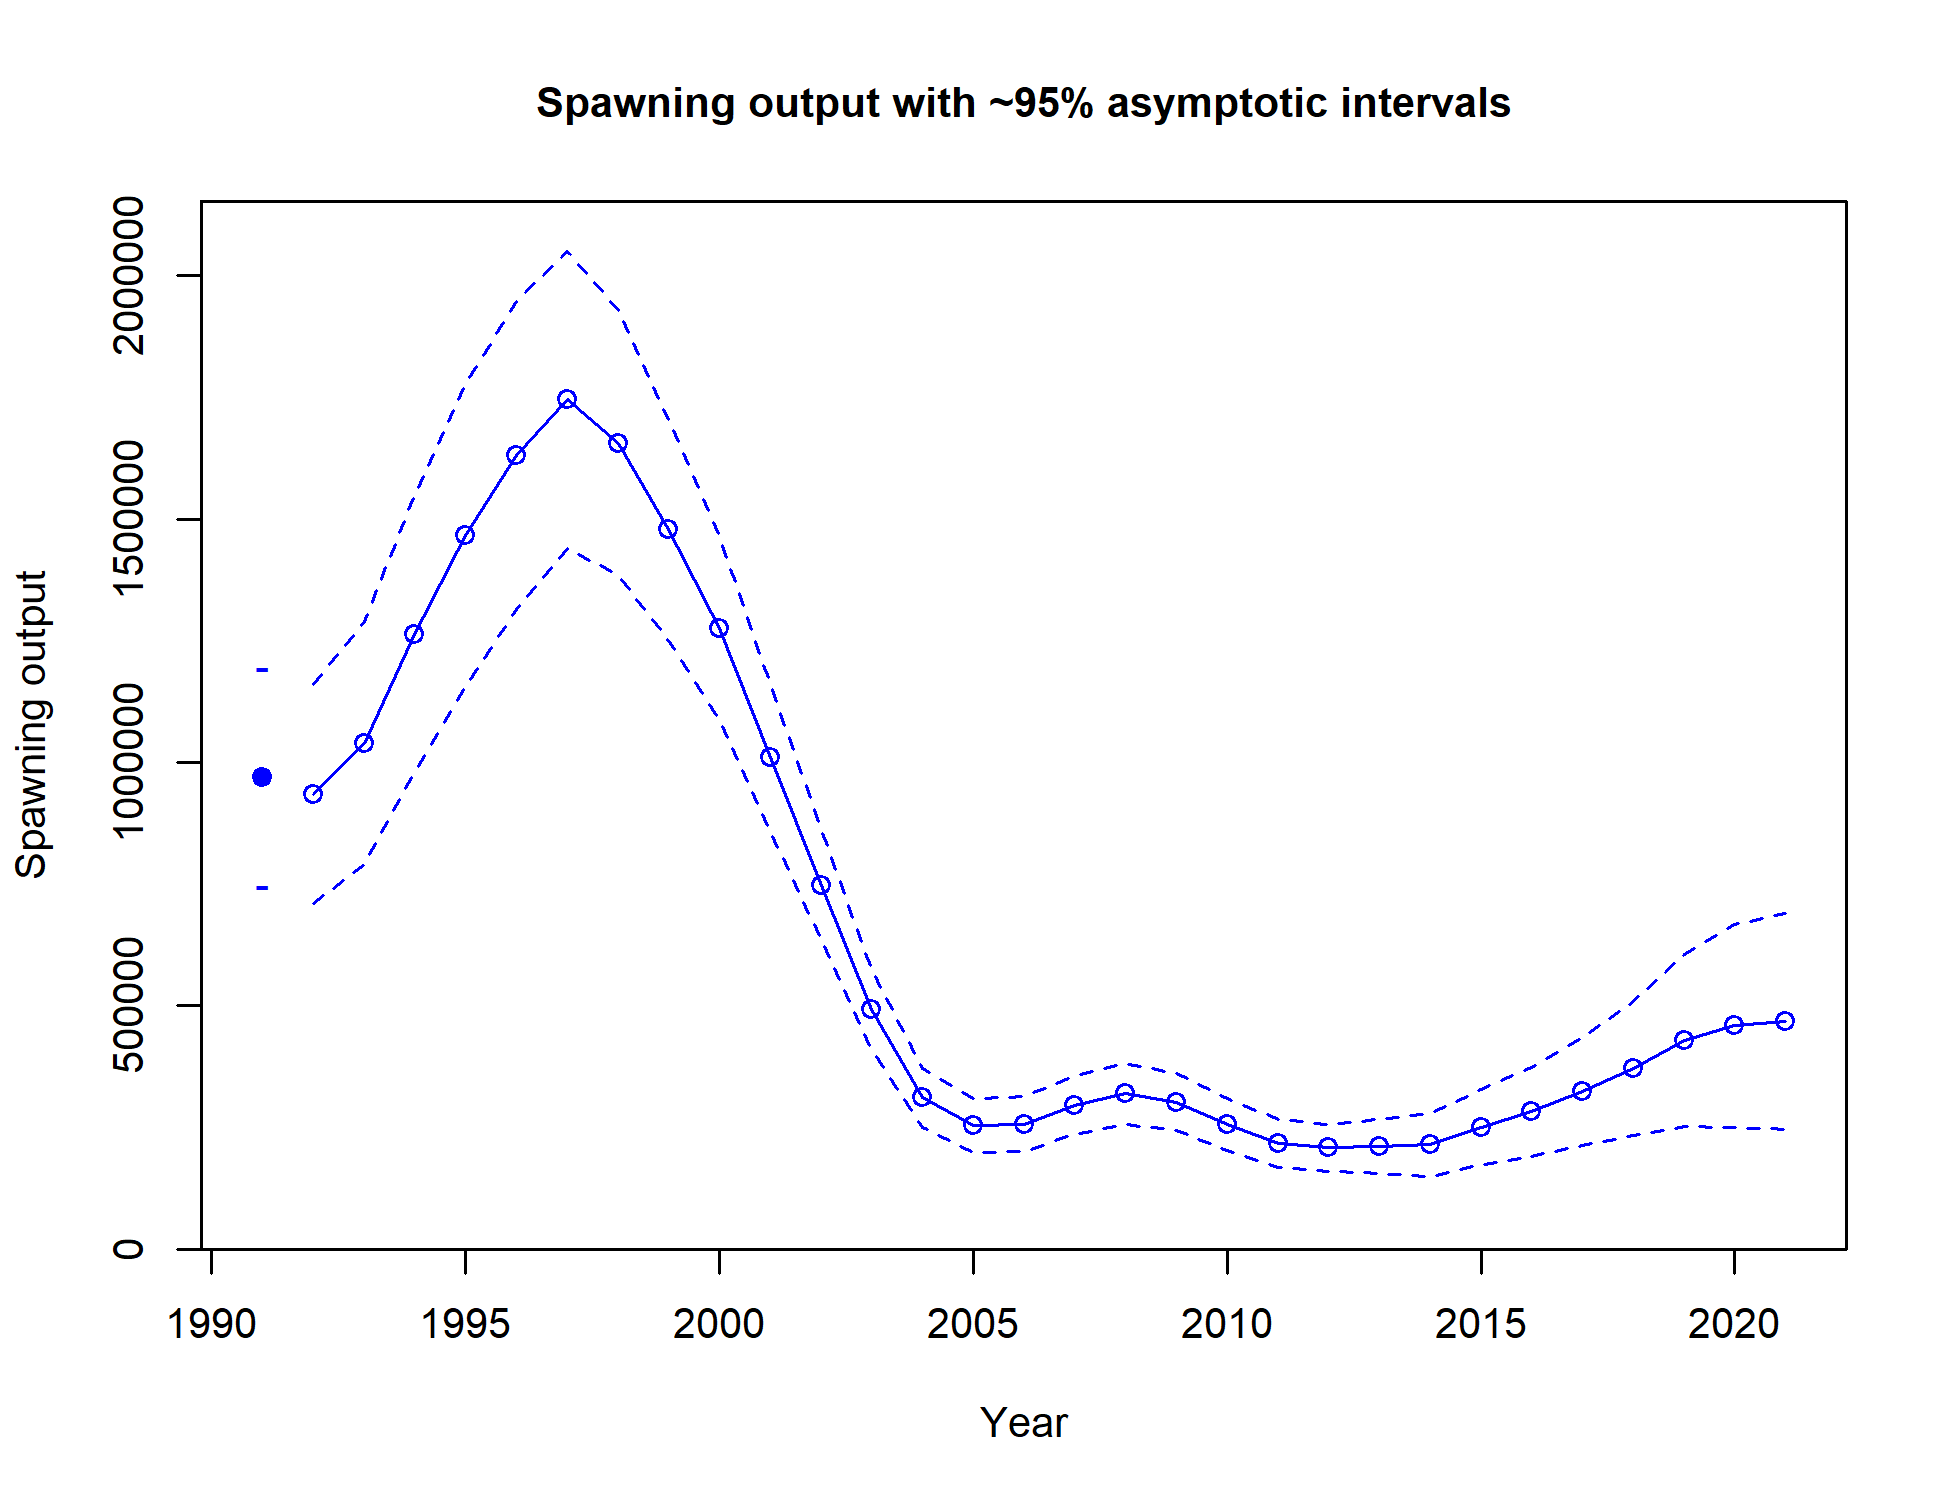 Spawning output with ~95% asymptotic intervals
Spawning output
2000000
1500000
1000000
500000
0
1990 1995 2000 2005 2010 2015 2020
Year